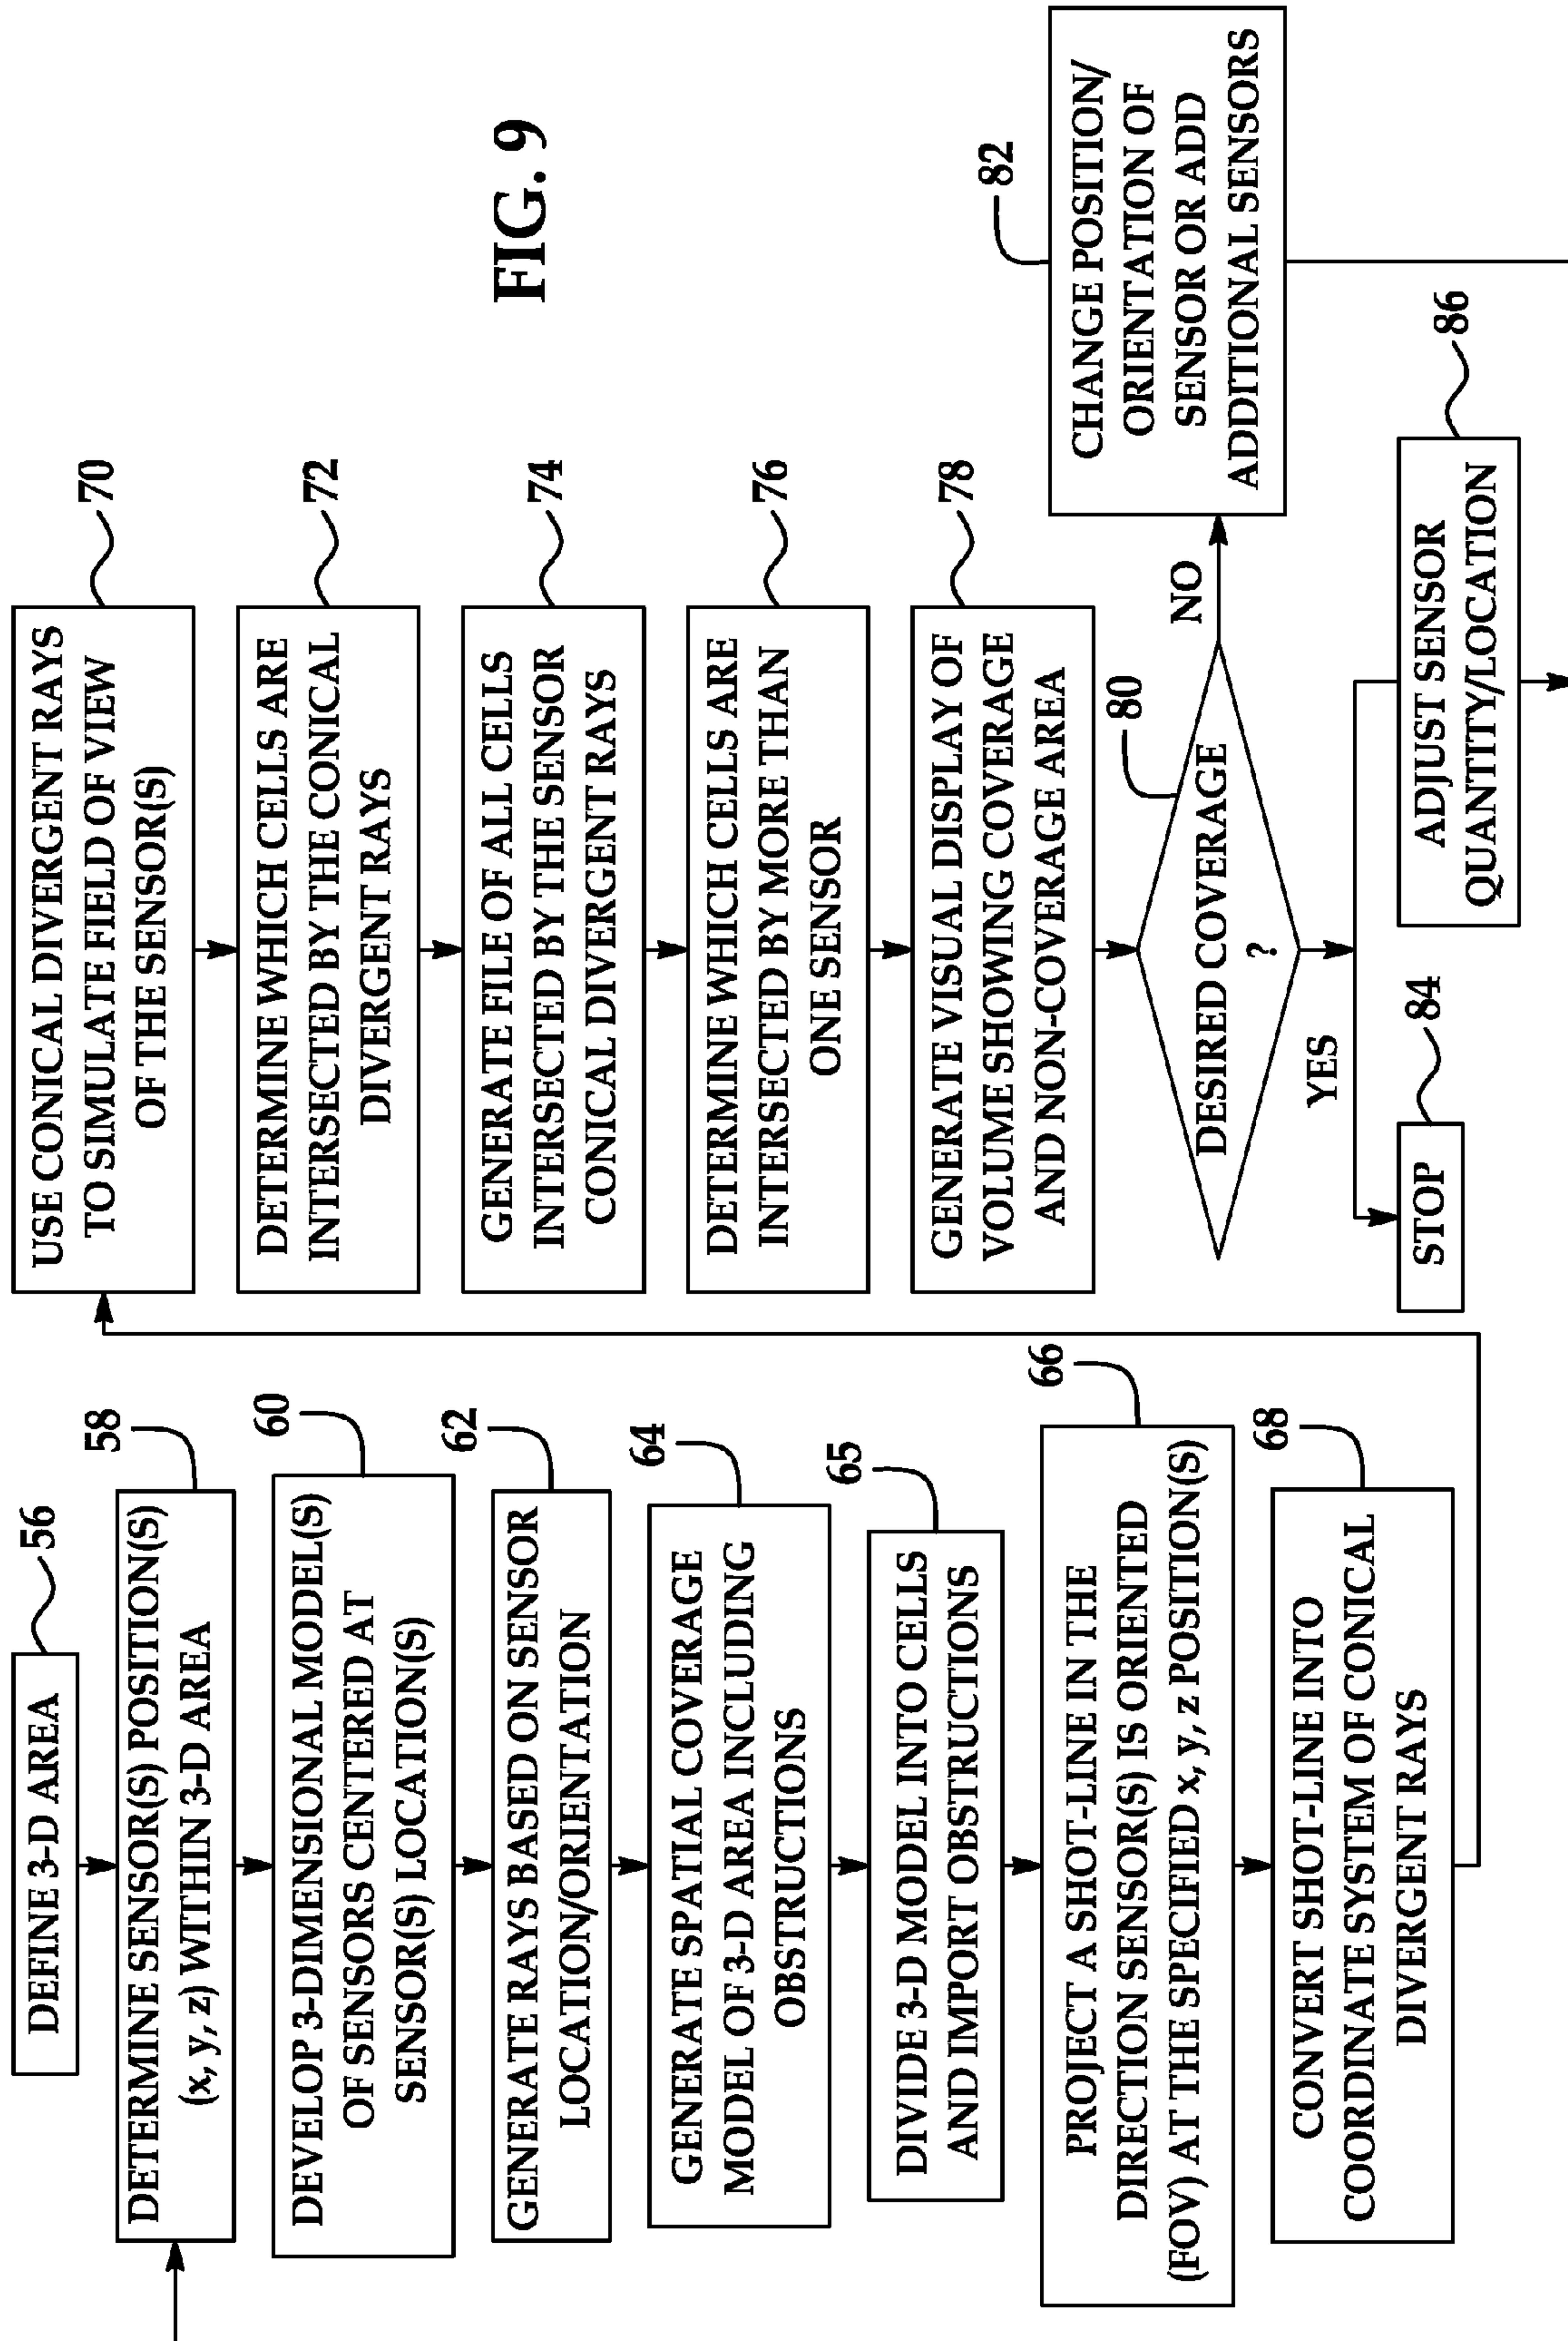 56
DEFINE 3-D AREA
58
DETERMINE SENSOR(S) POSITION(S)
(x, y, z) WITHIN 3-D AREA
60
DEVELOP 3-DIMENSIONAL MODEL(S)
OF SENSORS CENTERED AT
SENSOR(S) LOCATION(S)
62
GENERATE RAYS BASED ON SENSOR
LOCATION/ORIENTATION
64
GENERATE SPATIAL COVERAGE
MODEL OF 3-D AREA INCLUDING
OBSTRUCTIONS
65
DIVIDE 3-D MODEL INTO CELLS
AND IMPORT OBSTRUCTIONS
66
PROJECT A SHOT-LINE IN THE
DIRECTION SENSOR(S) IS ORIENTED
(FOV) AT THE SPECIFIED x, y, z POSITION(S)
68
CONVERT SHOT-LINE INTO
COORDINATE SYSTEM OF CONICAL
DIVERGENT RAYS
70
USE CONICAL DIVERGENT RAYS
TO SIMULATE FIELD OF VIEW
OF THE SENSOR(S)
72
DETERMINE WHICH CELLS ARE
INTERSECTED BY THE CONICAL
DIVERGENT RAYS
74
GENERATE FILE OF ALL CELLS
INTERSECTED BY THE SENSOR
CONICAL DIVERGENT RAYS
76
DETERMINE WHICH CELLS ARE
INTERSECTED BY MORE THAN
ONE SENSOR
78
GENERATE VISUAL DISPLAY OF
VOLUME SHOWING COVERAGE
AND NON-COVERAGE AREA
80
DESIRED COVERAGE
?
NO
YES
82
CHANGE POSITION/
ORIENTATION OF
SENSOR OR ADD
ADDITIONAL SENSORS
84
STOP
86
ADJUST SENSOR
QUANTITY/LOCATION
FIG. 9